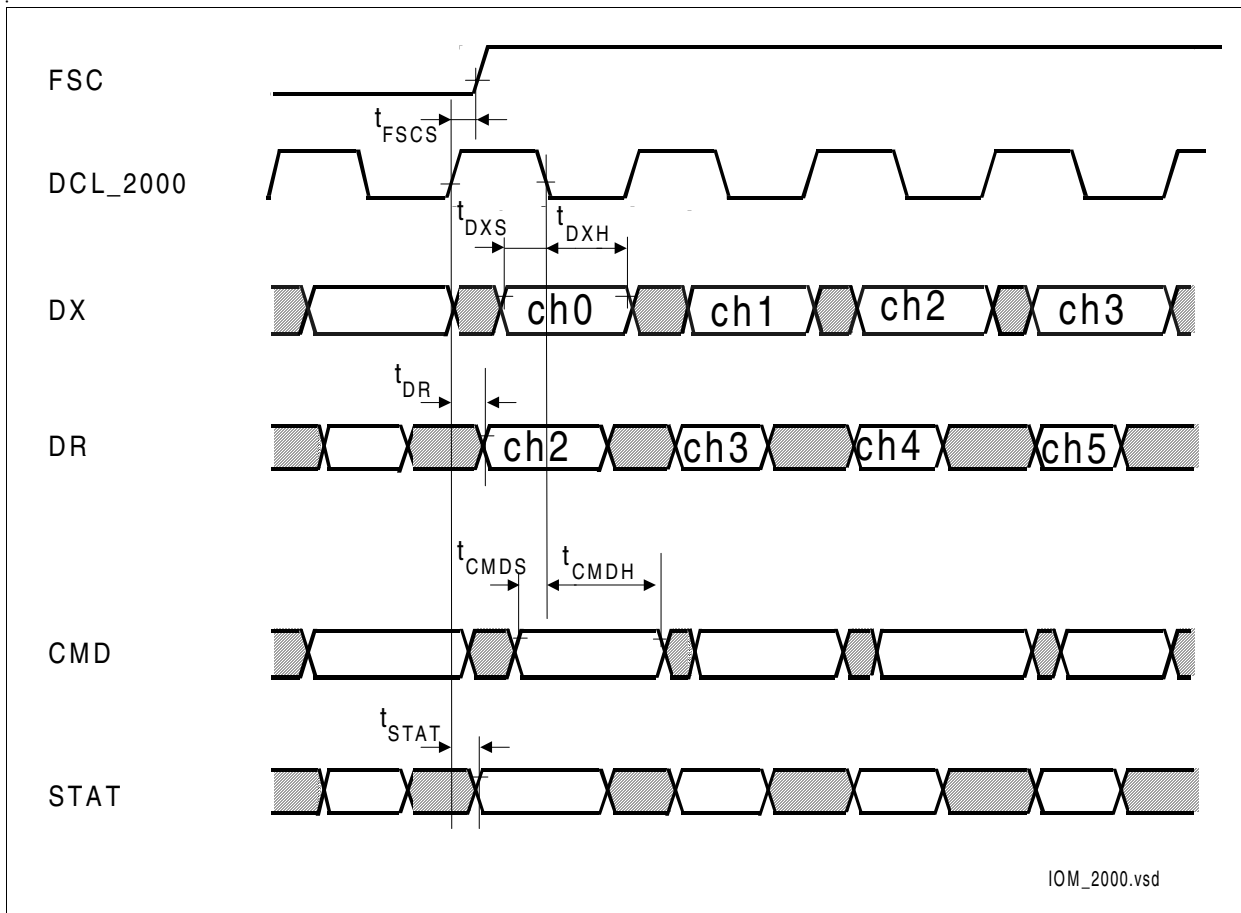 FSC
tFSCS
DCL_2000
tDXS tDXH
DX ch0 ch1 ch2 ch3
tDR
DR ch2 ch3 ch4 ch5
tCMDS tCMDH
CMD
tSTAT
STAT
IOM_2000.vsd